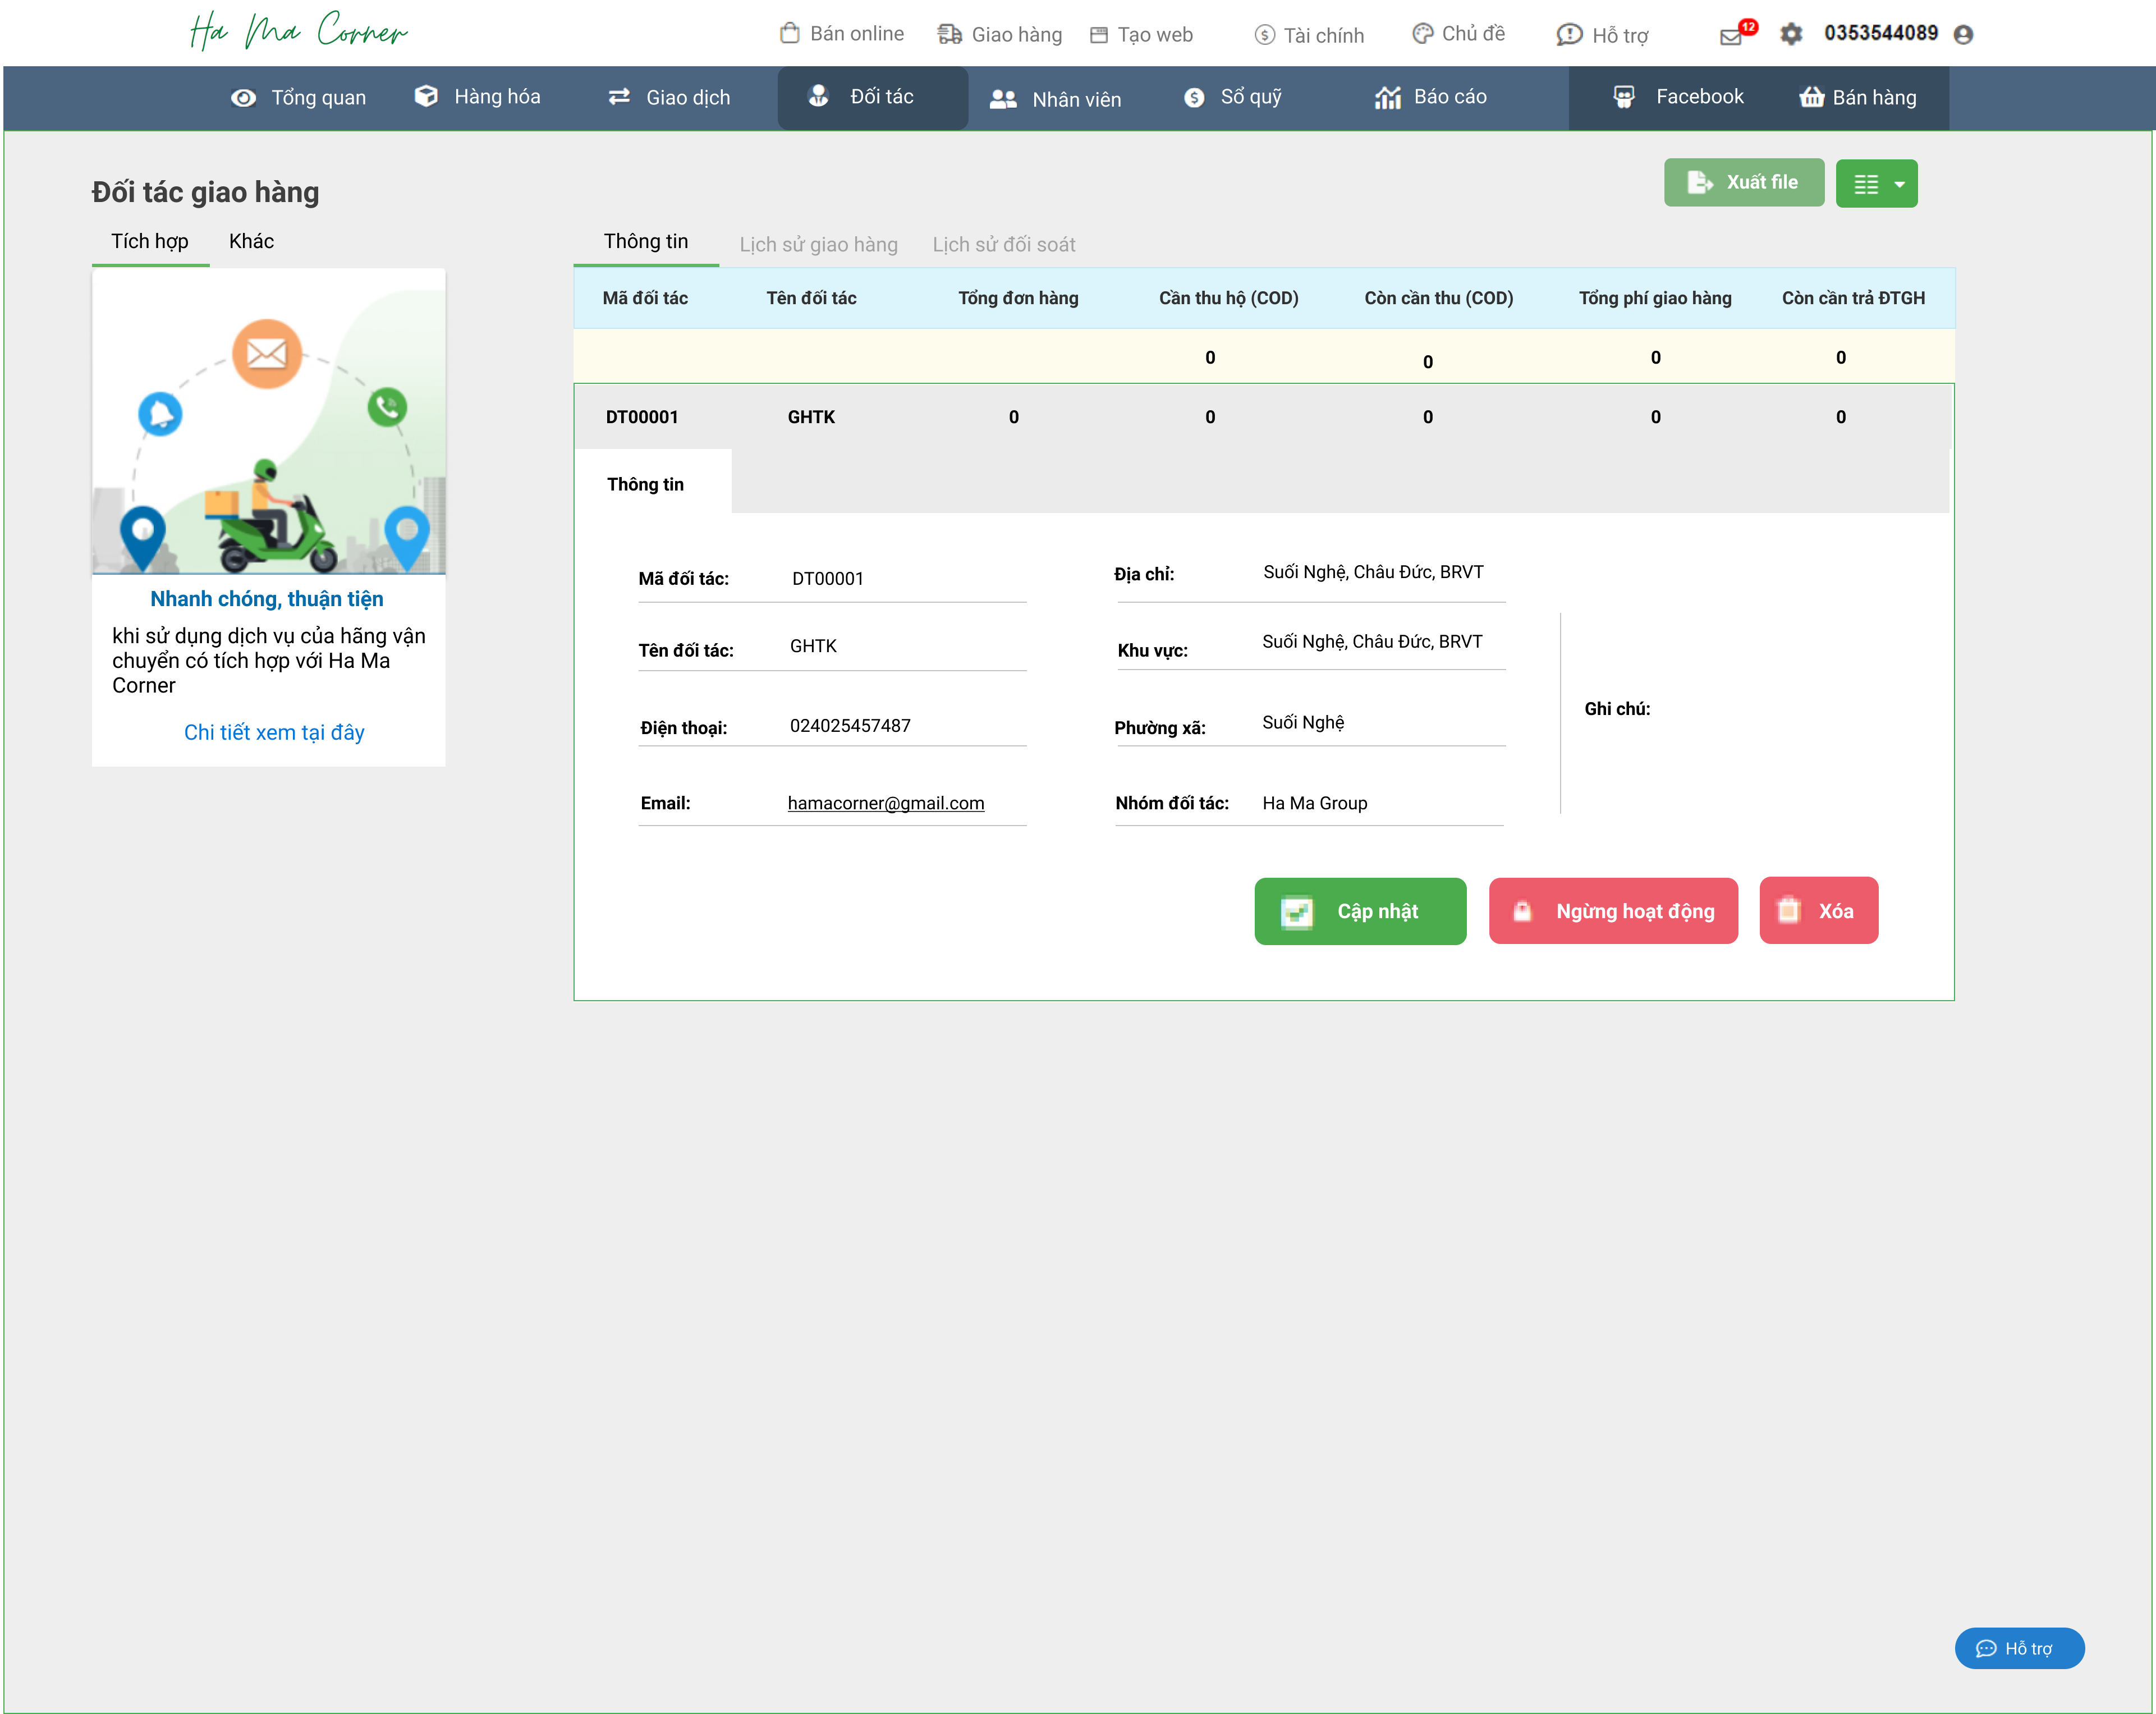 Ha Ma Corner
Bán online Giao hàng Tạo web Tài chính Chủ đề Hỗ trợ 12 0353544089
Tổng quan Hàng hóa Giao dịch Đối tác Nhân viên Sổ quỹ Báo cáo Facebook Bán hàng
Đối tác giao hàng
Xuất file
Tích hợp Khác
Thông tin Lịch sử giao hàng Lịch sử đối soát
Mã đối tác Tên đối tác Tổng đơn hàng Cần thu hộ (COD) Còn cần thu (COD) Tổng phí giao hàng Còn cần trả ĐTGH
0 0 0 0
DT00001 GHTK 0 0 0 0 0
Thông tin
Nhanh chóng, thuận tiện
khi sử dụng dịch vụ của hãng vận
chuyển có tích hợp với Ha Ma
Corner
Chi tiết xem tại đây
Mã đối tác: DT00001 Địa chỉ: Suối Nghệ, Châu Đức, BRVT
Tên đối tác: GHTK Khu vực: Suối Nghệ, Châu Đức, BRVT
Điện thoại: 024025457487 Phường xã: Suối Nghệ
Ghi chú:
Email: hamacorner@gmail.com Nhóm đối tác: Ha Ma Group
Cập nhật Ngừng hoạt động Xóa
Hỗ trợ